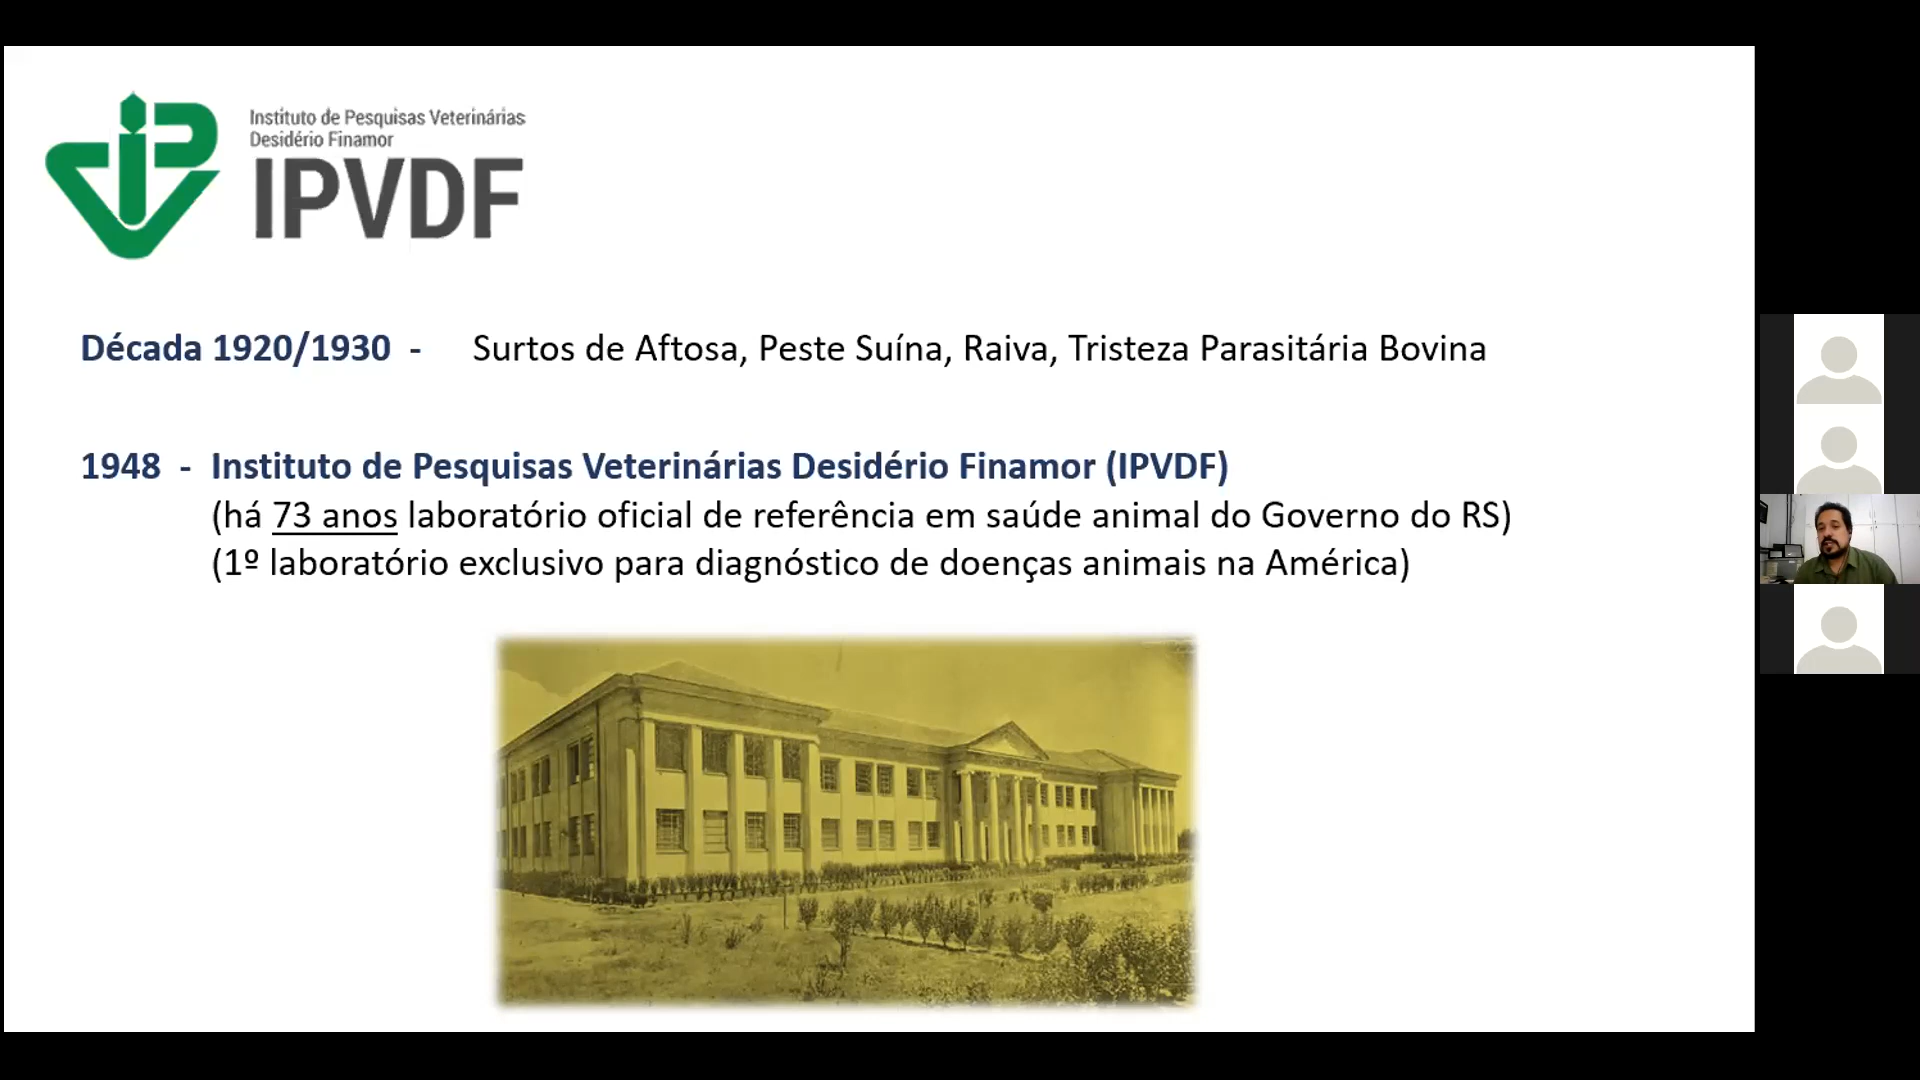 Instituto de Pesquisas Veterinárias
Desidério Finamor
IPVDF
Década 1920/1930 - Surtos de Aftosa, Peste Suína, Raiva, Tristeza Parasitária Bovina
1948 - Instituto de Pesquisas Veterinárias Desidério Finamor (IPVDF)
(há 73 anos laboratório oficial de referência em saúde animal do Governo do RS)
(1º laboratório exclusivo para diagnóstico de doenças animais na América)